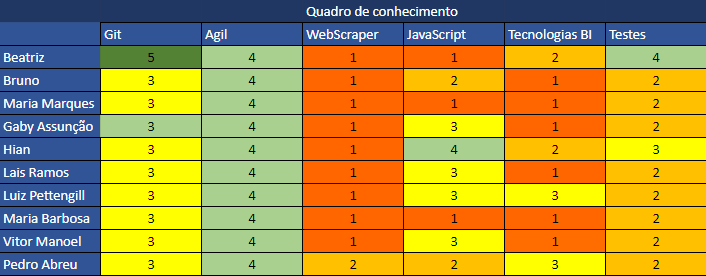 Quadro de conhecimento
Git Agil WebScraper JavaScript Tecnologias BI Testes
Beatriz 5 4 1 1 2 4
Bruno 3 4 1 2 1 2
Maria Marques 3 4 1 1 1 2
Gaby Assunção 3 4 1 3 1 2
Hian 3 4 1 4 2 3
Lais Ramos 3 4 1 3 1 2
Luiz Pettengill 3 4 1 3 3 2
Maria Barbosa 3 4 1 1 1 2
Vitor Manoel 3 4 1 3 1 2
Pedro Abreu 3 4 2 2 3 2